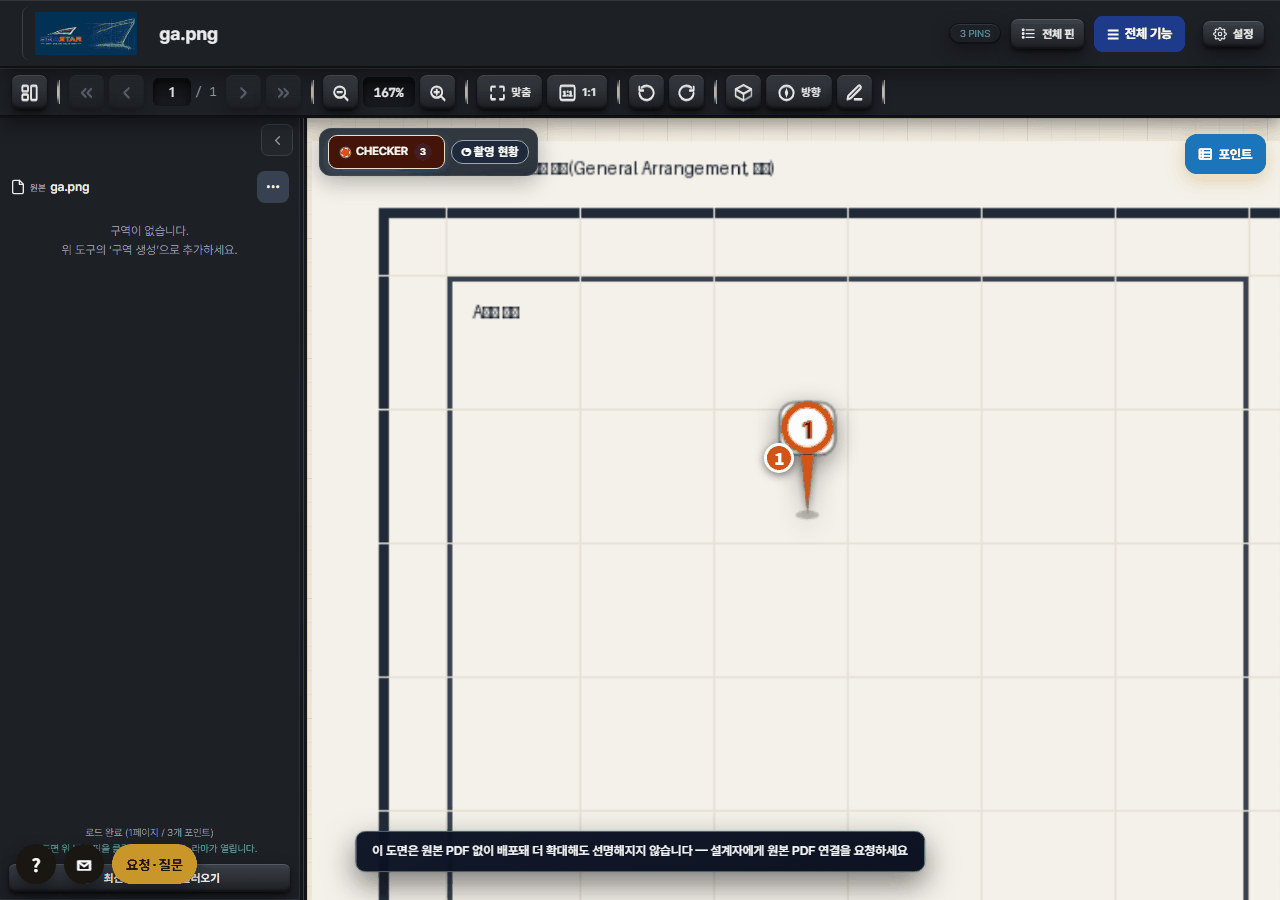 ga.png
3 PINS
전체 핀
전체 기능
설정
1 / 1
167%
맞춤
1:1
방향
CHECKER 3
촬영 현황
(General Arrangement,
포인트
원본 ga.png
구역이 없습니다.
위 도구의 '구역 생성'으로 추가하세요.
A
1
1
로드 완료 (1페이지 / 3개 포인트)
열립니다.
?
요청·질문
이 도면은 원본 PDF 없이 배포돼 더 확대해도 선명해지지 않습니다 — 설계자에게 원본 PDF 연결을 요청하세요